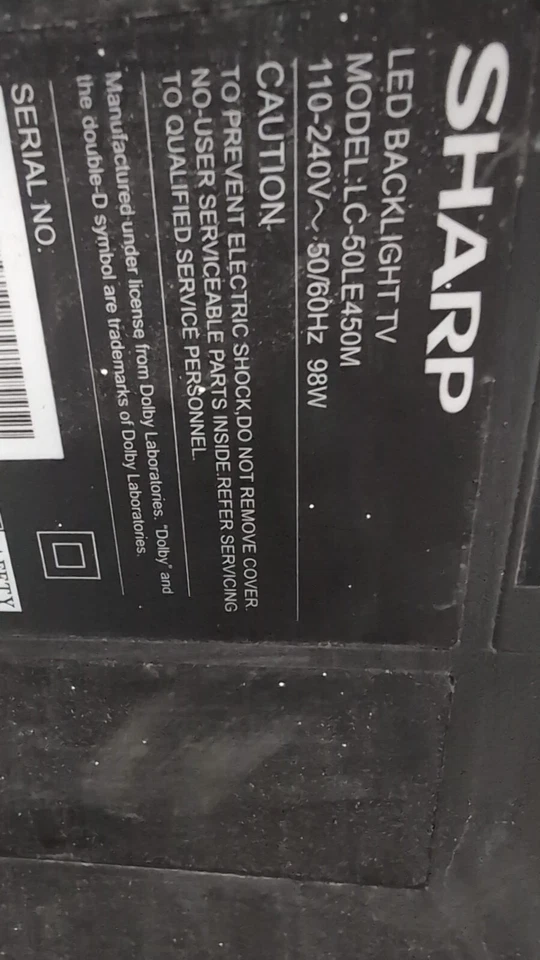 SHARP
LED BACKLIGHT TV
MODEL:LC-50LE450M
110-240V~ 50/60Hz 98W
CAUTION
TO PREVENT ELECTRIC SHOCK,DO NOT REMOVE COVER.
NO-USER SERVICEABLE PARTS INSIDE.REFER SERVICING
TO QUALIFIED SERVICE PERSONNEL.
Manufactured under license from Dolby Laboratories. "Dolby" and
the double-D symbol are trademarks of Dolby Laboratories.
SERIAL NO.
AFETY